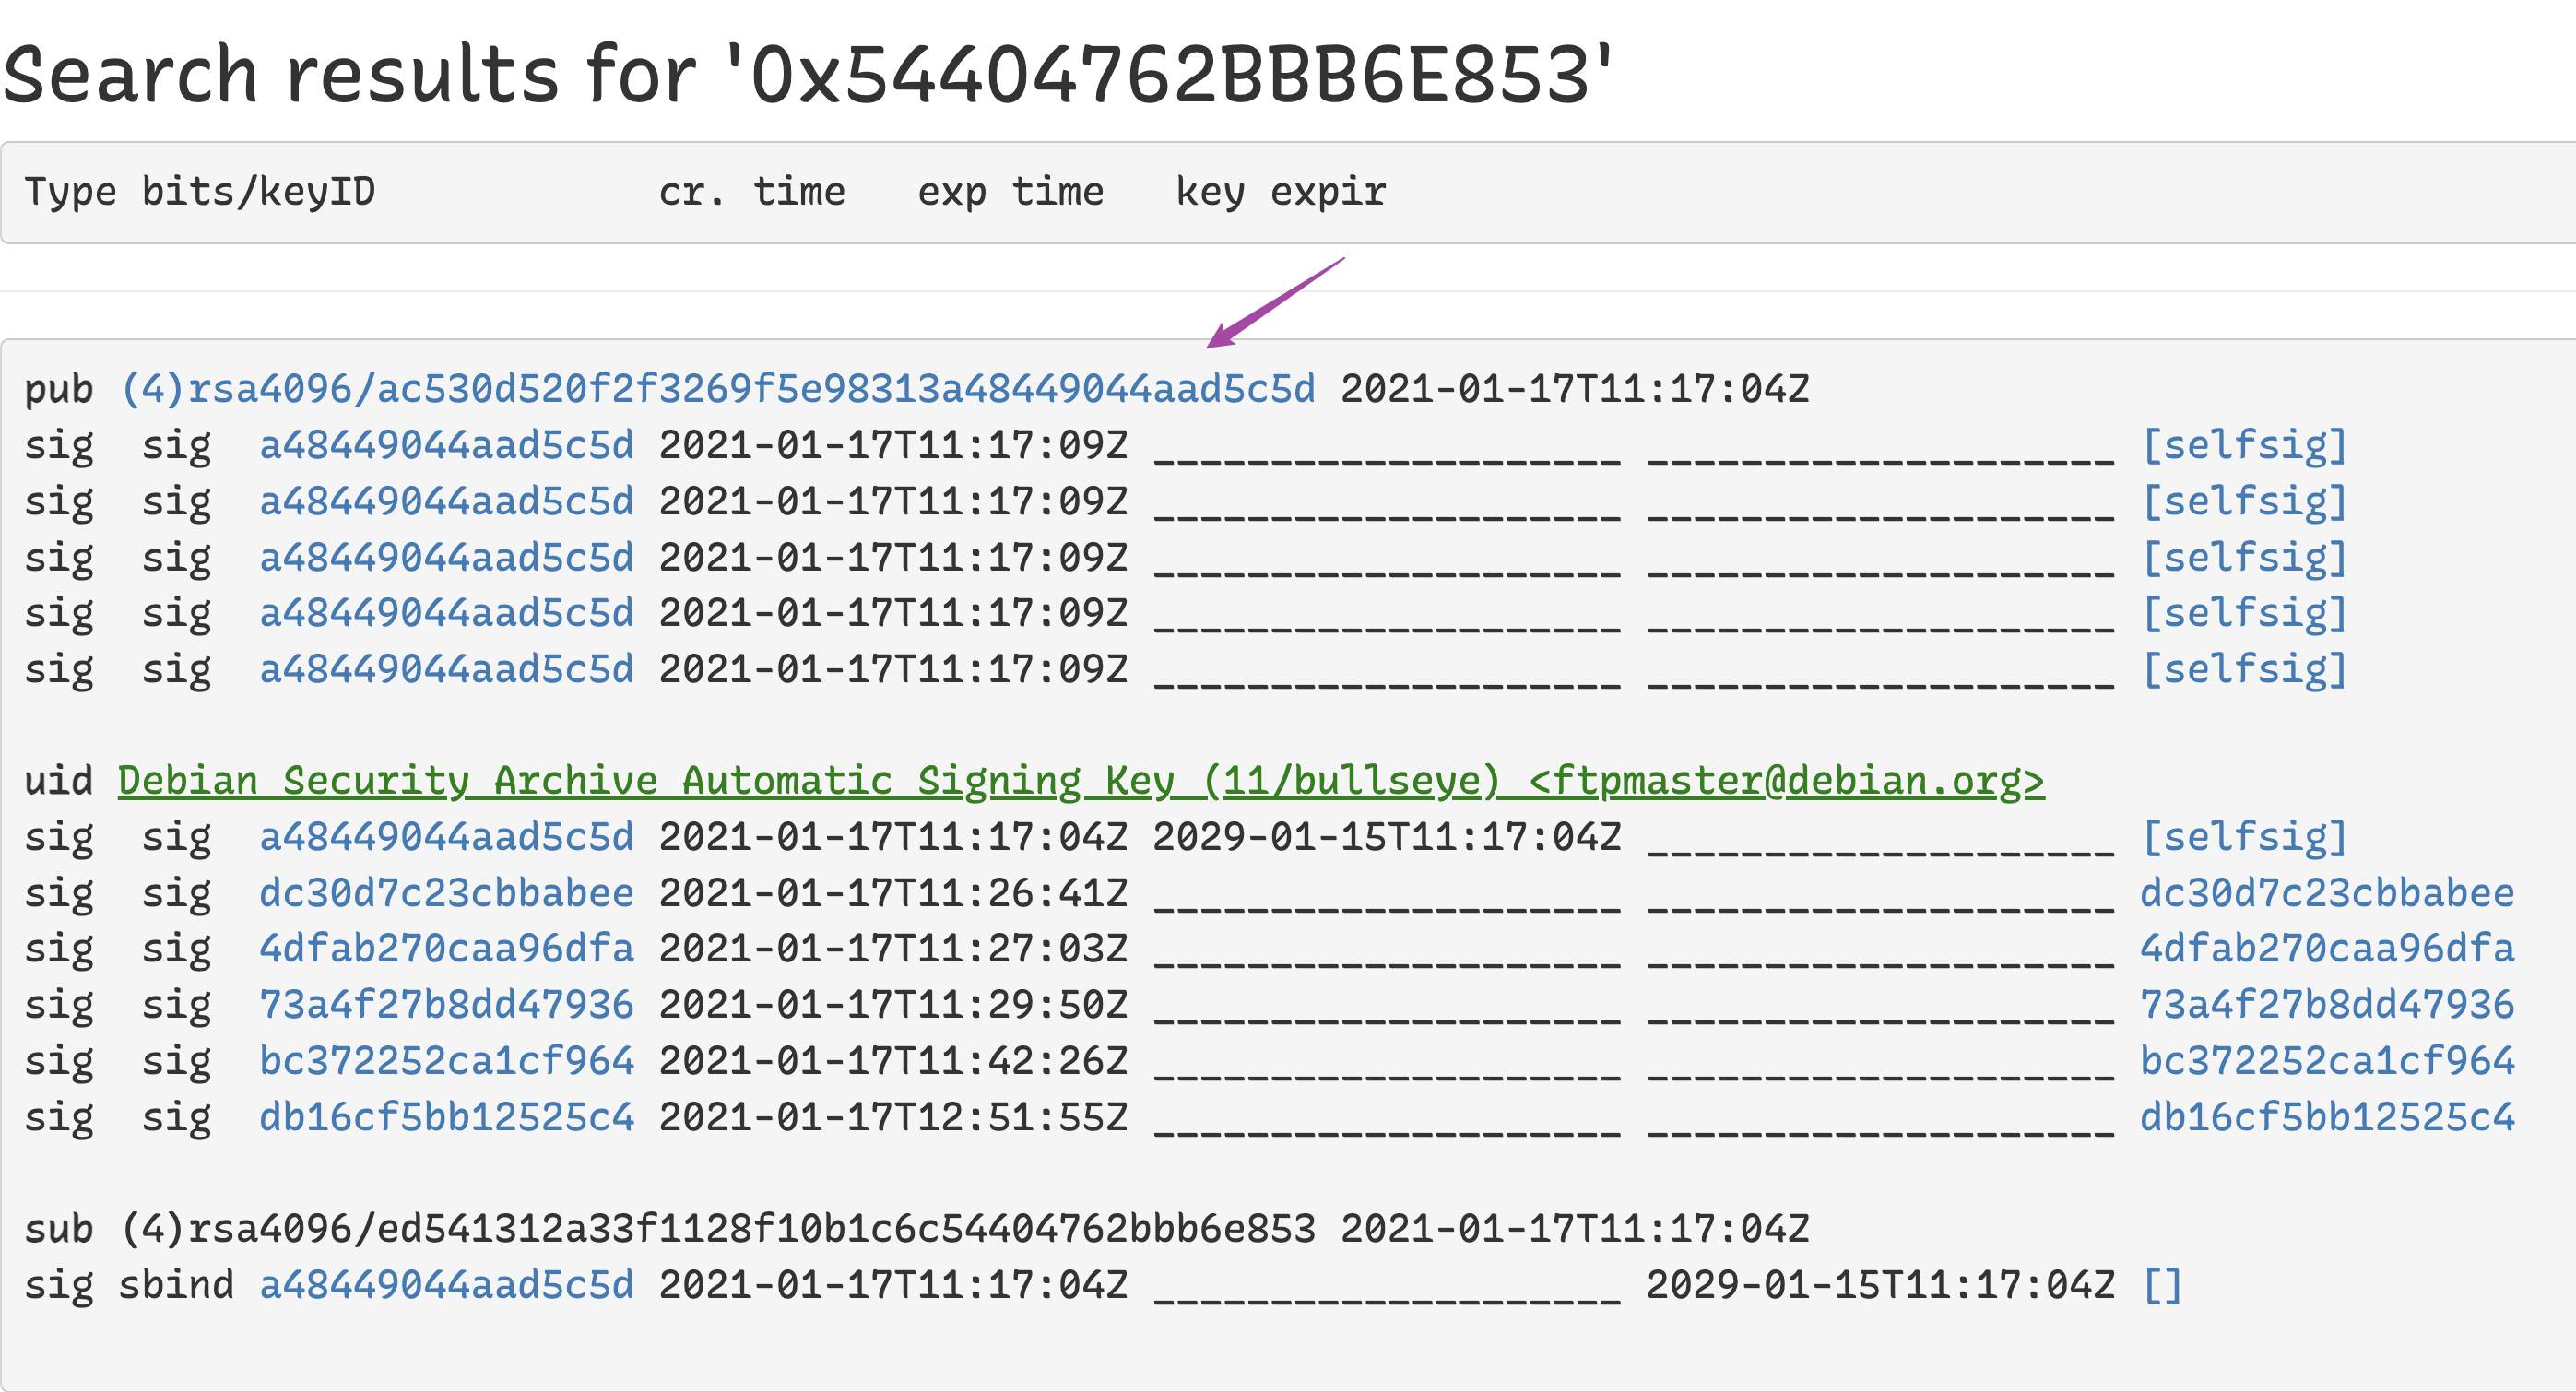 Search results for '0x54404762BBB6E853'
Type bits/keyID            cr. time   exp time   key expir
pub (4)rsa4096/ac530d520f2f3269f5e98313a48449044aad5c5d 2021-01-17T11:17:04Z
sig  sig  a48449044aad5c5d 2021-01-17T11:17:09Z ____________________ ____________________ [selfsig]
sig  sig  a48449044aad5c5d 2021-01-17T11:17:09Z ____________________ ____________________ [selfsig]
sig  sig  a48449044aad5c5d 2021-01-17T11:17:09Z ____________________ ____________________ [selfsig]
sig  sig  a48449044aad5c5d 2021-01-17T11:17:09Z ____________________ ____________________ [selfsig]
sig  sig  a48449044aad5c5d 2021-01-17T11:17:09Z ____________________ ____________________ [selfsig]
uid Debian Security Archive Automatic Signing Key (11/bullseye) <ftpmaster@debian.org>
sig  sig  a48449044aad5c5d 2021-01-17T11:17:04Z 2029-01-15T11:17:04Z ____________________ [selfsig]
sig  sig  dc30d7c23cbbabee 2021-01-17T11:26:41Z ____________________ ____________________ dc30d7c23cbbabee
sig  sig  4dfab270caa96dfa 2021-01-17T11:27:03Z ____________________ ____________________ 4dfab270caa96dfa
sig  sig  73a4f27b8dd47936 2021-01-17T11:29:50Z ____________________ ____________________ 73a4f27b8dd47936
sig  sig  bc372252ca1cf964 2021-01-17T11:42:26Z ____________________ ____________________ bc372252ca1cf964
sig  sig  db16cf5bb12525c4 2021-01-17T12:51:55Z ____________________ ____________________ db16cf5bb12525c4
sub (4)rsa4096/ed541312a33f1128f10b1c6c54404762bbb6e853 2021-01-17T11:17:04Z
sig sbind a48449044aad5c5d 2021-01-17T11:17:04Z ____________________ 2029-01-15T11:17:04Z []